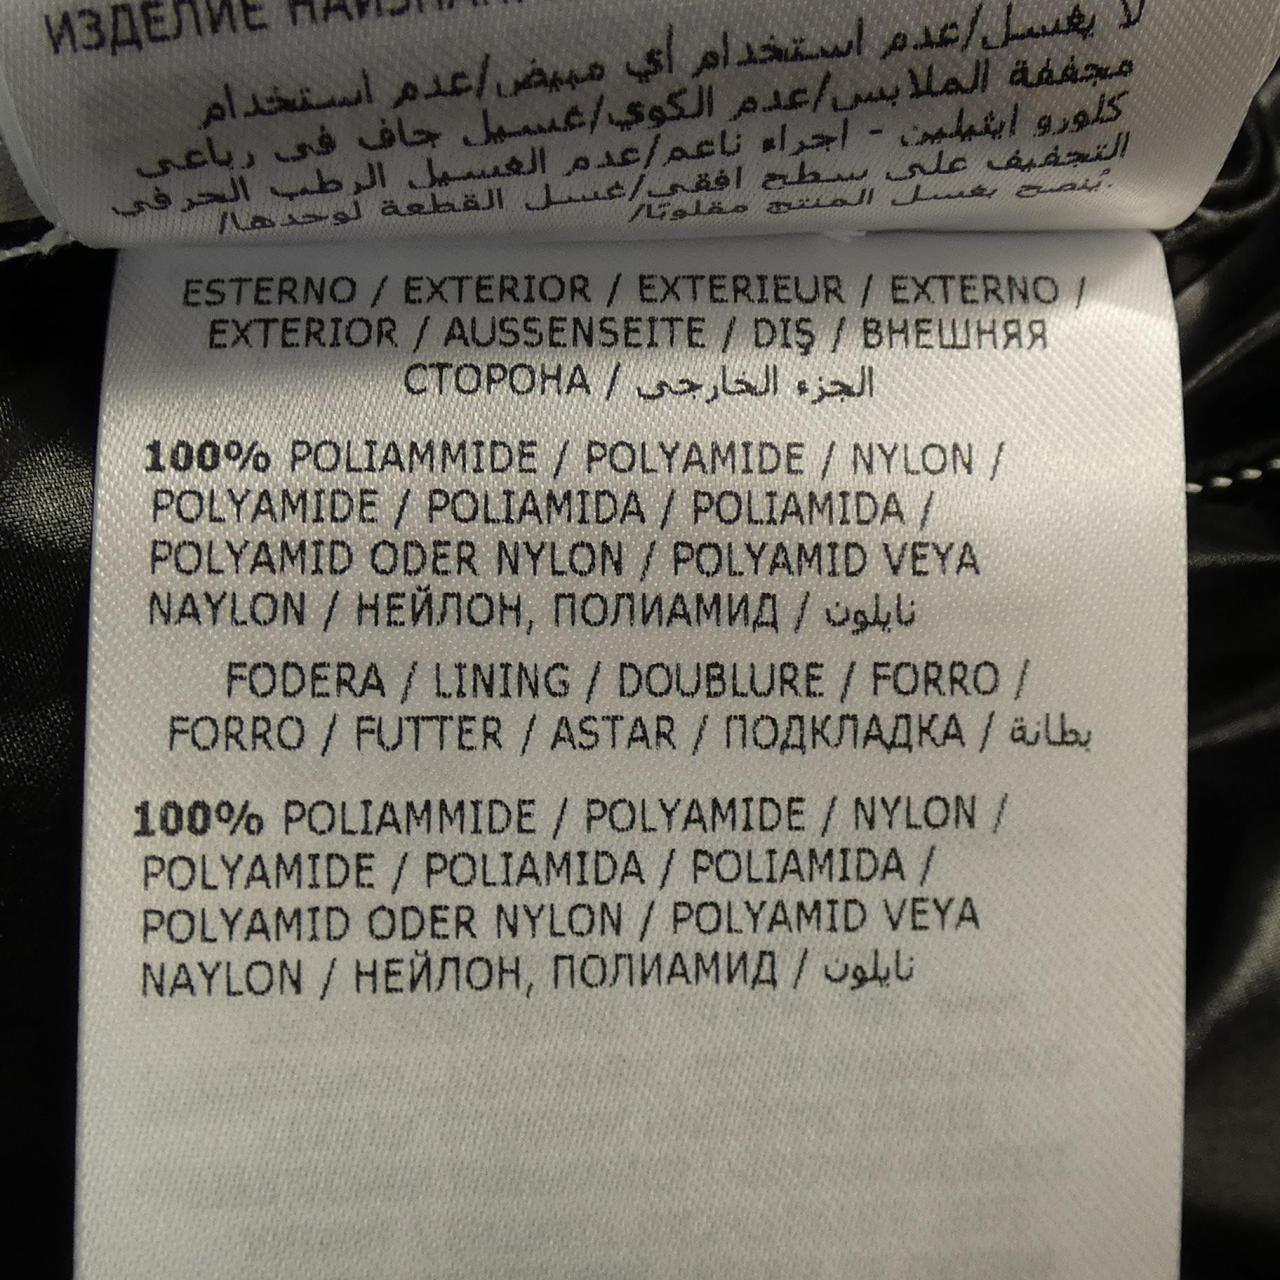 ИЗДЕЛИЕ
لا يغسل/عدم استخدام أي مبيض/عدم استخدام
مجففة الملابس/عدم الكوي/غسيل جاف في رباعي
كلورو ايثيلين - اجراء ناعم/عدم الغسيل الرطب الحرفي
التجفيف على سطح افقي/غسل القطعة لوحدها/
يُنصح بغسل المنتج مقلوبًا/
ESTERNO / EXTERIOR / EXTERIEUR / EXTERNO /
EXTERIOR / AUSSENSEITE / DIŞ / ВНЕШНЯЯ
СТОРОНА / الجزء الخارجي
100% POLIAMMIDE / POLYAMIDE / NYLON /
POLYAMIDE / POLIAMIDA / POLIAMIDA /
POLYAMID ODER NYLON / POLYAMID VEYA
NAYLON / НЕЙЛОН, ПОЛИАМИД / نايلون
FODERA / LINING / DOUBLURE / FORRO /
FORRO / FUTTER / ASTAR / ПОДКЛАДКА / بطانة
100% POLIAMMIDE / POLYAMIDE / NYLON /
POLYAMIDE / POLIAMIDA / POLIAMIDA /
POLYAMID ODER NYLON / POLYAMID VEYA
NAYLON / НЕЙЛОН, ПОЛИАМИД / نايلون